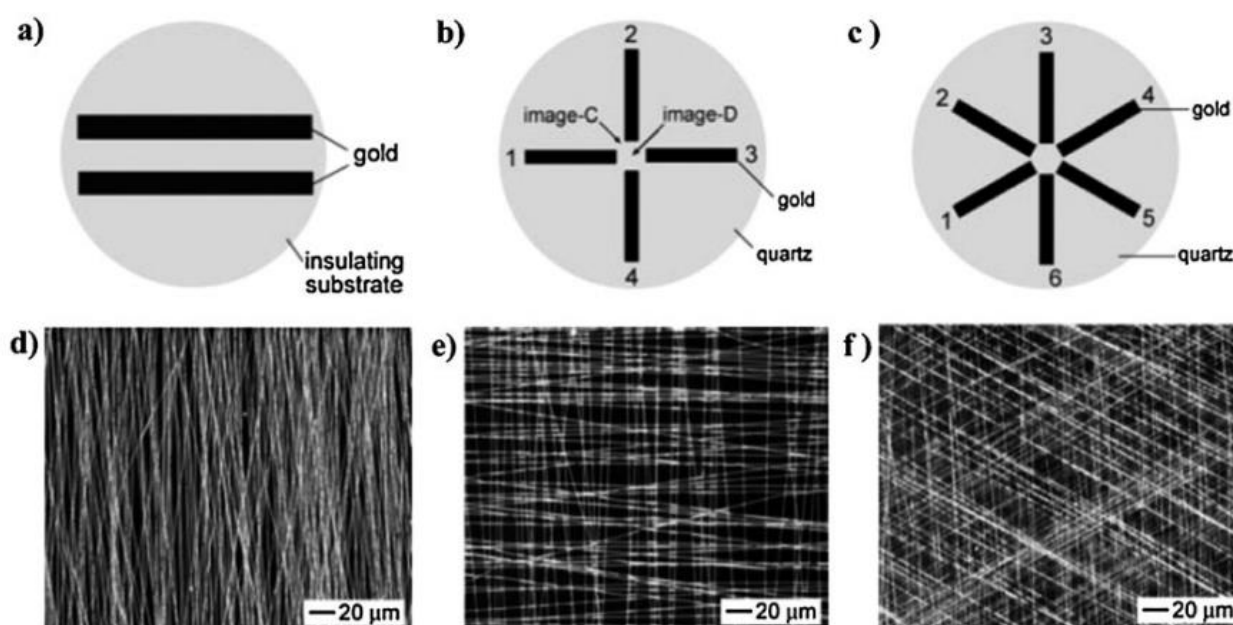 a)
gold
insulating
substrate
b)
2
image-C
image-D
1
3
gold
quartz
4
c )
3
2
4
gold
1
5
quartz
6
d)
20 μm
e)
20 μm
f )
20 μm